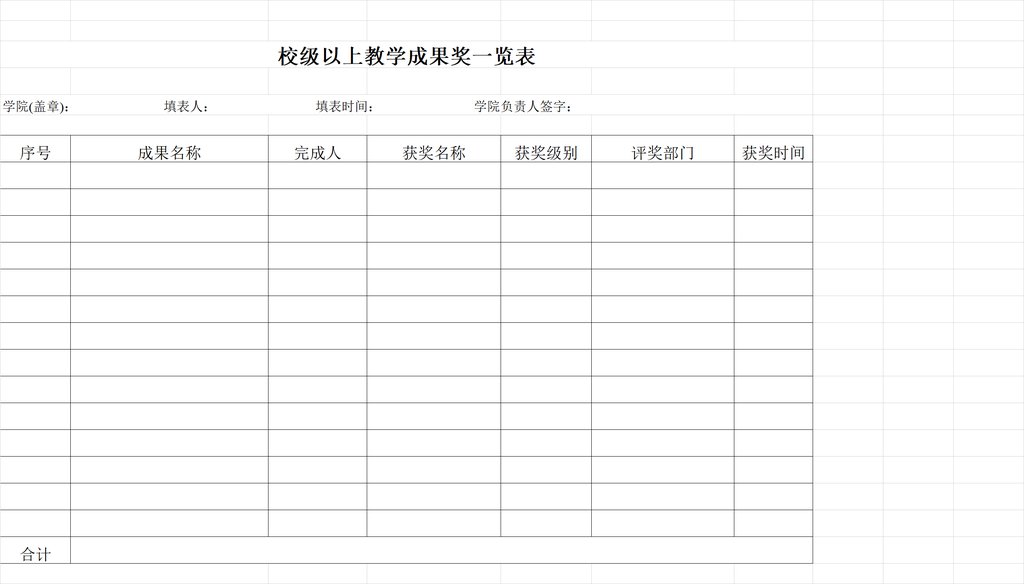 校级以上教学成果奖一览表
学院(盖章)： 填表人： 填表时间： 学院负责人签字：
序号 成果名称 完成人 获奖名称 获奖级别 评奖部门 获奖时间
合计